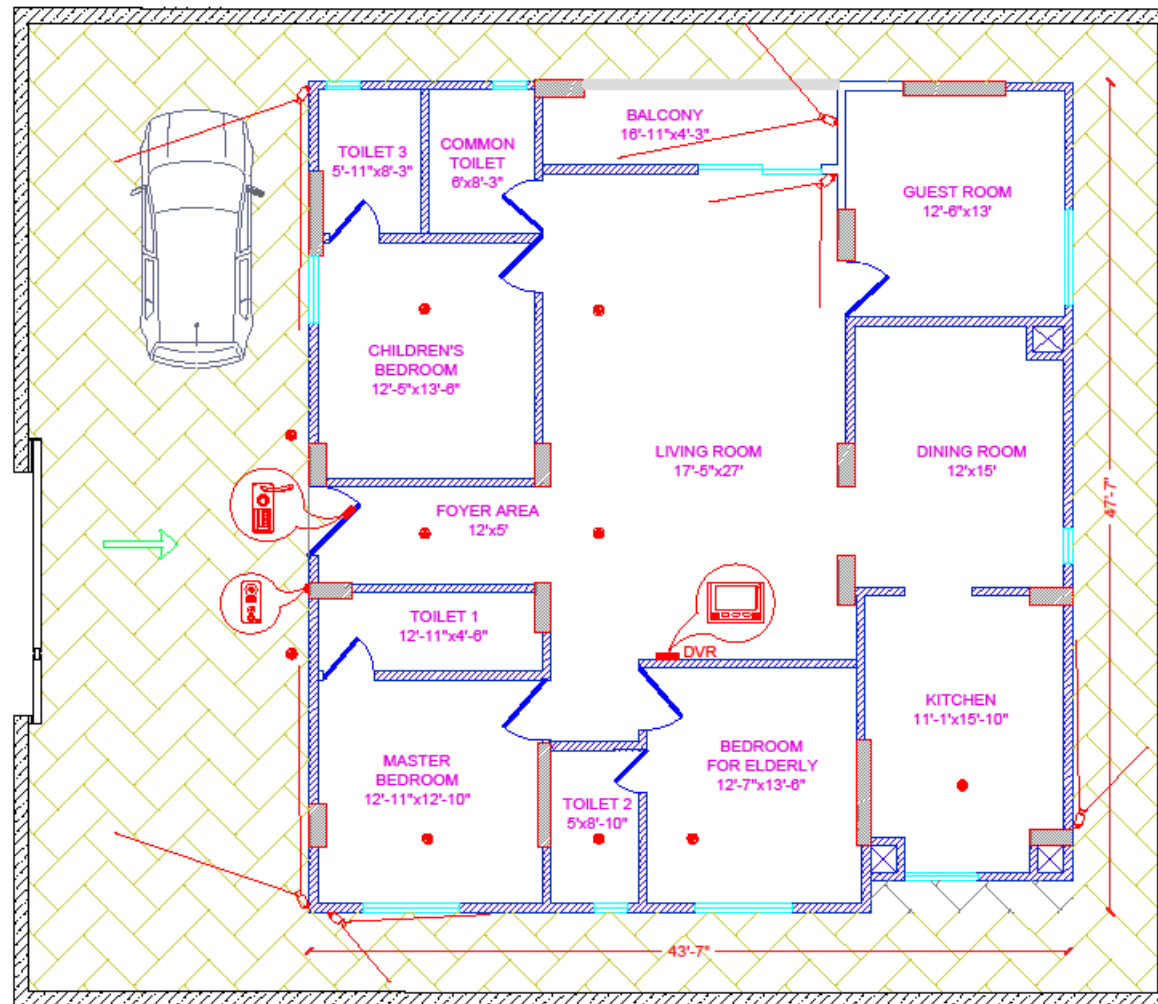 BALCONY
16'-11"x4'-3"
TOILET 3
5'-11"x8'-3"
COMMON
TOILET
6'x8'-3"
GUEST ROOM
12'-6"x13'
CHILDREN'S
BEDROOM
12'-5"x13'-6"
LIVING ROOM
17'-5"x27'
DINING ROOM
12'x15'
47'-7"
FOYER AREA
12'x5'
TOILET 1
12'-11"x4'-6"
DVR
KITCHEN
11'-1'x15'-10"
MASTER
BEDROOM
12'-11"x12'-10"
BEDROOM
FOR ELDERLY
12'-7"x13'-6"
TOILET 2
5'x8'-10"
43'-7"